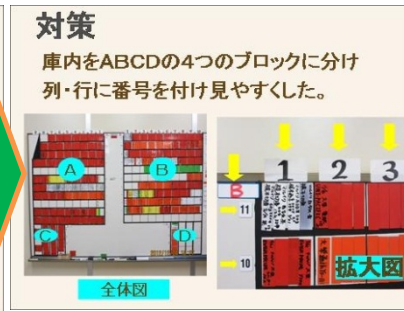 対策
庫内をABCDの4つのブロックに分け
列・行に番号を付け見やすくした。
A
B
C
D
全体図
1 2 3
B
11
10
拡大図